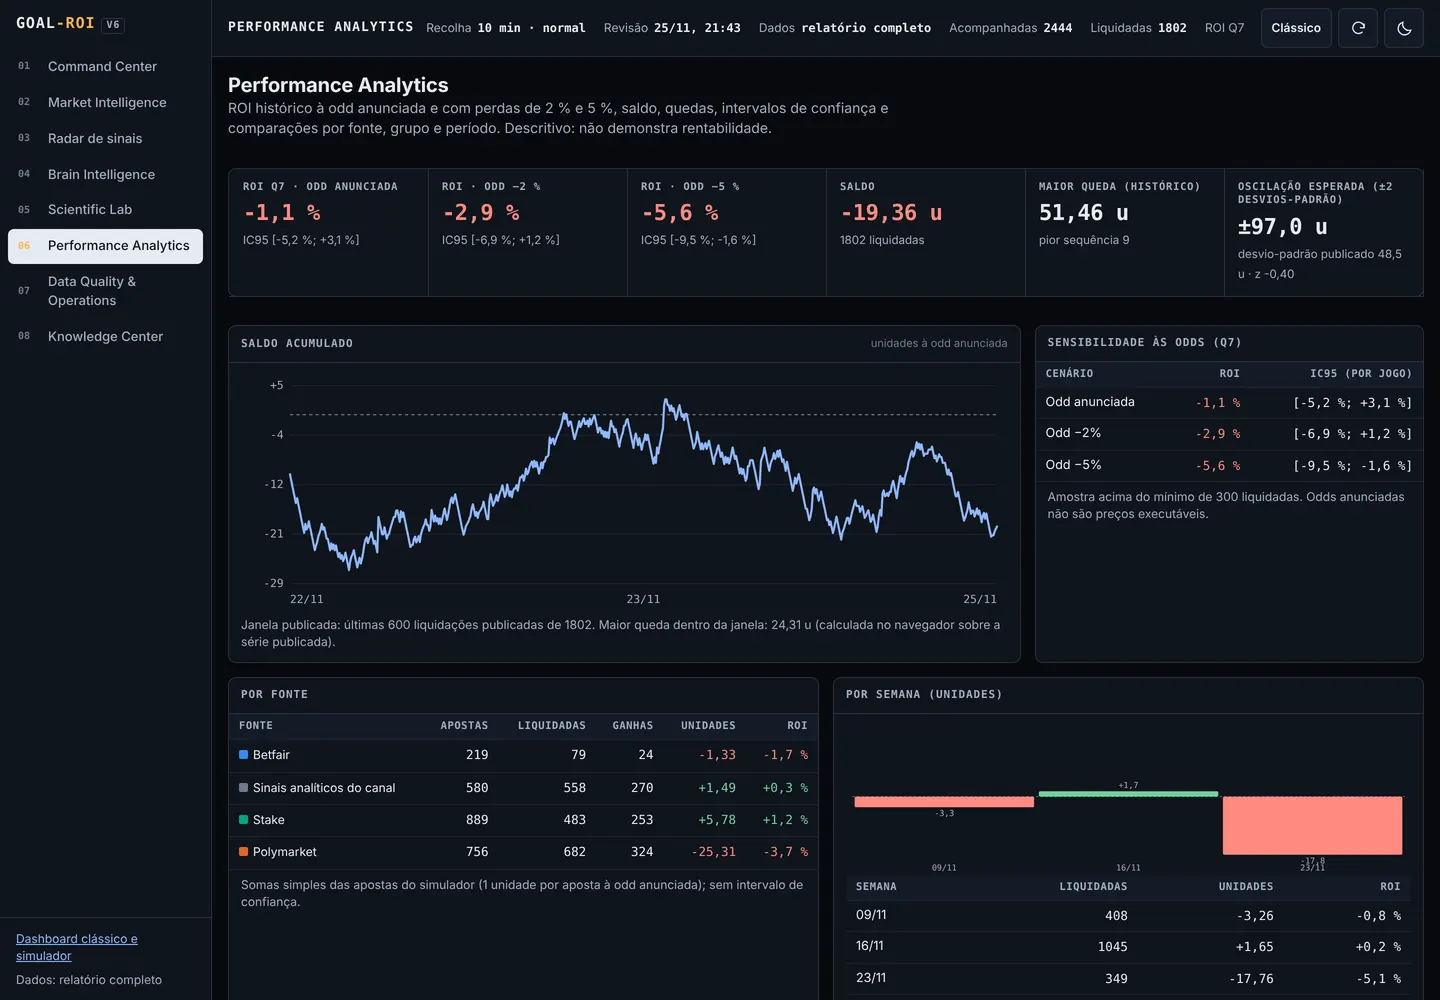 GOAL-ROI V6
01 Command Center
02 Market Intelligence
03 Radar de sinais
04 Brain Intelligence
05 Scientific Lab
06 Performance Analytics
07 Data Quality &
Operations
08 Knowledge Center
Dashboard clássico e
simulador
Dados: relatório completo
PERFORMANCE ANALYTICS Recolha 10 min · normal Revisão 25/11, 21:43 Dados relatório completo Acompanhadas 2444 Liquidadas 1802 ROI Q7 Clássico
Performance Analytics
ROI histórico à odd anunciada e com perdas de 2 % e 5 %, saldo, quedas, intervalos de confiança e
comparações por fonte, grupo e período. Descritivo: não demonstra rentabilidade.
ROI Q7 · ODD ANUNCIADA
-1,1 %
IC95 [-5,2 %; +3,1 %]
ROI · ODD −2 %
-2,9 %
IC95 [-6,9 %; +1,2 %]
ROI · ODD −5 %
-5,6 %
IC95 [-9,5 %; -1,6 %]
SALDO
-19,36 u
1802 liquidadas
MAIOR QUEDA (HISTÓRICO)
51,46 u
pior sequência 9
OSCILAÇÃO ESPERADA (±2
DESVIOS-PADRÃO)
±97,0 u
desvio-padrão publicado 48,5
u · z -0,40
SALDO ACUMULADO unidades à odd anunciada
+5
-4
-12
-21
-29
22/11 23/11 25/11
Janela publicada: últimas 600 liquidações publicadas de 1802. Maior queda dentro da janela: 24,31 u (calculada no navegador sobre a
série publicada).
SENSIBILIDADE ÀS ODDS (Q7)
CENÁRIO ROI IC95 (POR JOGO)
Odd anunciada -1,1 % [-5,2 %; +3,1 %]
Odd −2% -2,9 % [-6,9 %; +1,2 %]
Odd −5% -5,6 % [-9,5 %; -1,6 %]
Amostra acima do mínimo de 300 liquidadas. Odds anunciadas
não são preços executáveis.
POR FONTE
FONTE APOSTAS LIQUIDADAS GANHAS UNIDADES ROI
Betfair 219 79 24 -1,33 -1,7 %
Sinais analíticos do canal 580 558 270 +1,49 +0,3 %
Stake 889 483 253 +5,78 +1,2 %
Polymarket 756 682 324 -25,31 -3,7 %
Somas simples das apostas do simulador (1 unidade por aposta à odd anunciada); sem intervalo de
confiança.
POR SEMANA (UNIDADES)
+1,7
-3,3
-17,8
09/11 16/11 23/11
SEMANA LIQUIDADAS UNIDADES ROI
09/11 408 -3,26 -0,8 %
16/11 1045 +1,65 +0,2 %
23/11 349 -17,76 -5,1 %